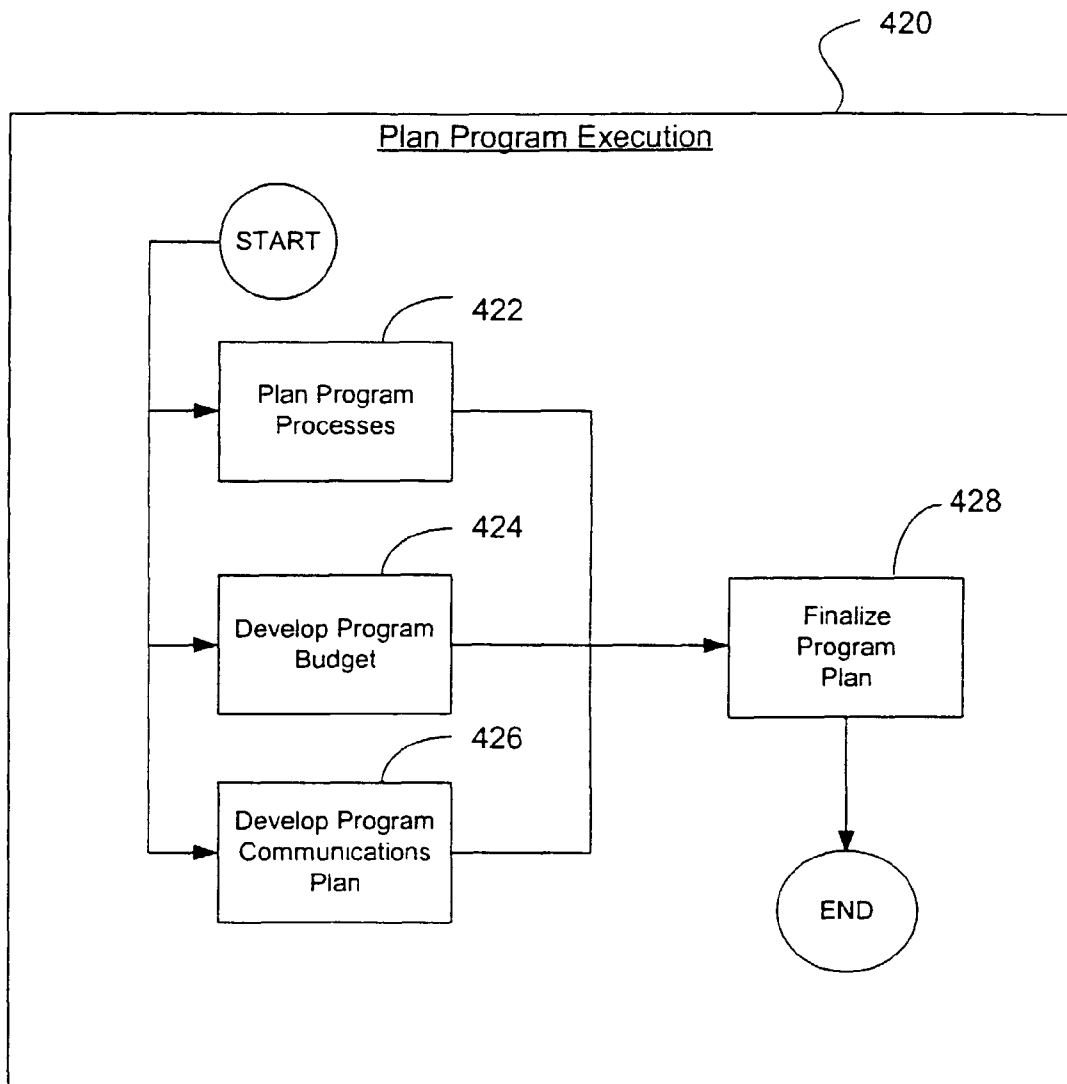 420
Plan Program Execution
START
422
Plan Program
Processes
424
Develop Program
Budget
428
Finalize
Program
Plan
426
Develop Program
Communications
Plan
END